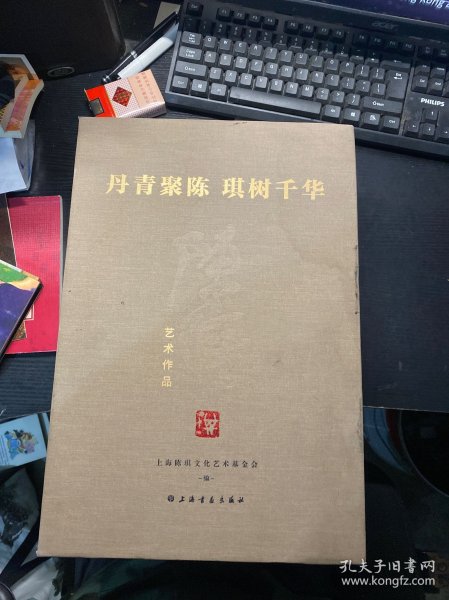 PHILIPS
丹青聚陈 琪树千华
艺术作品
上海陈琪文化艺术基金会
-编-
上海书画出版社
孔夫子旧书网
www.kongfz.com